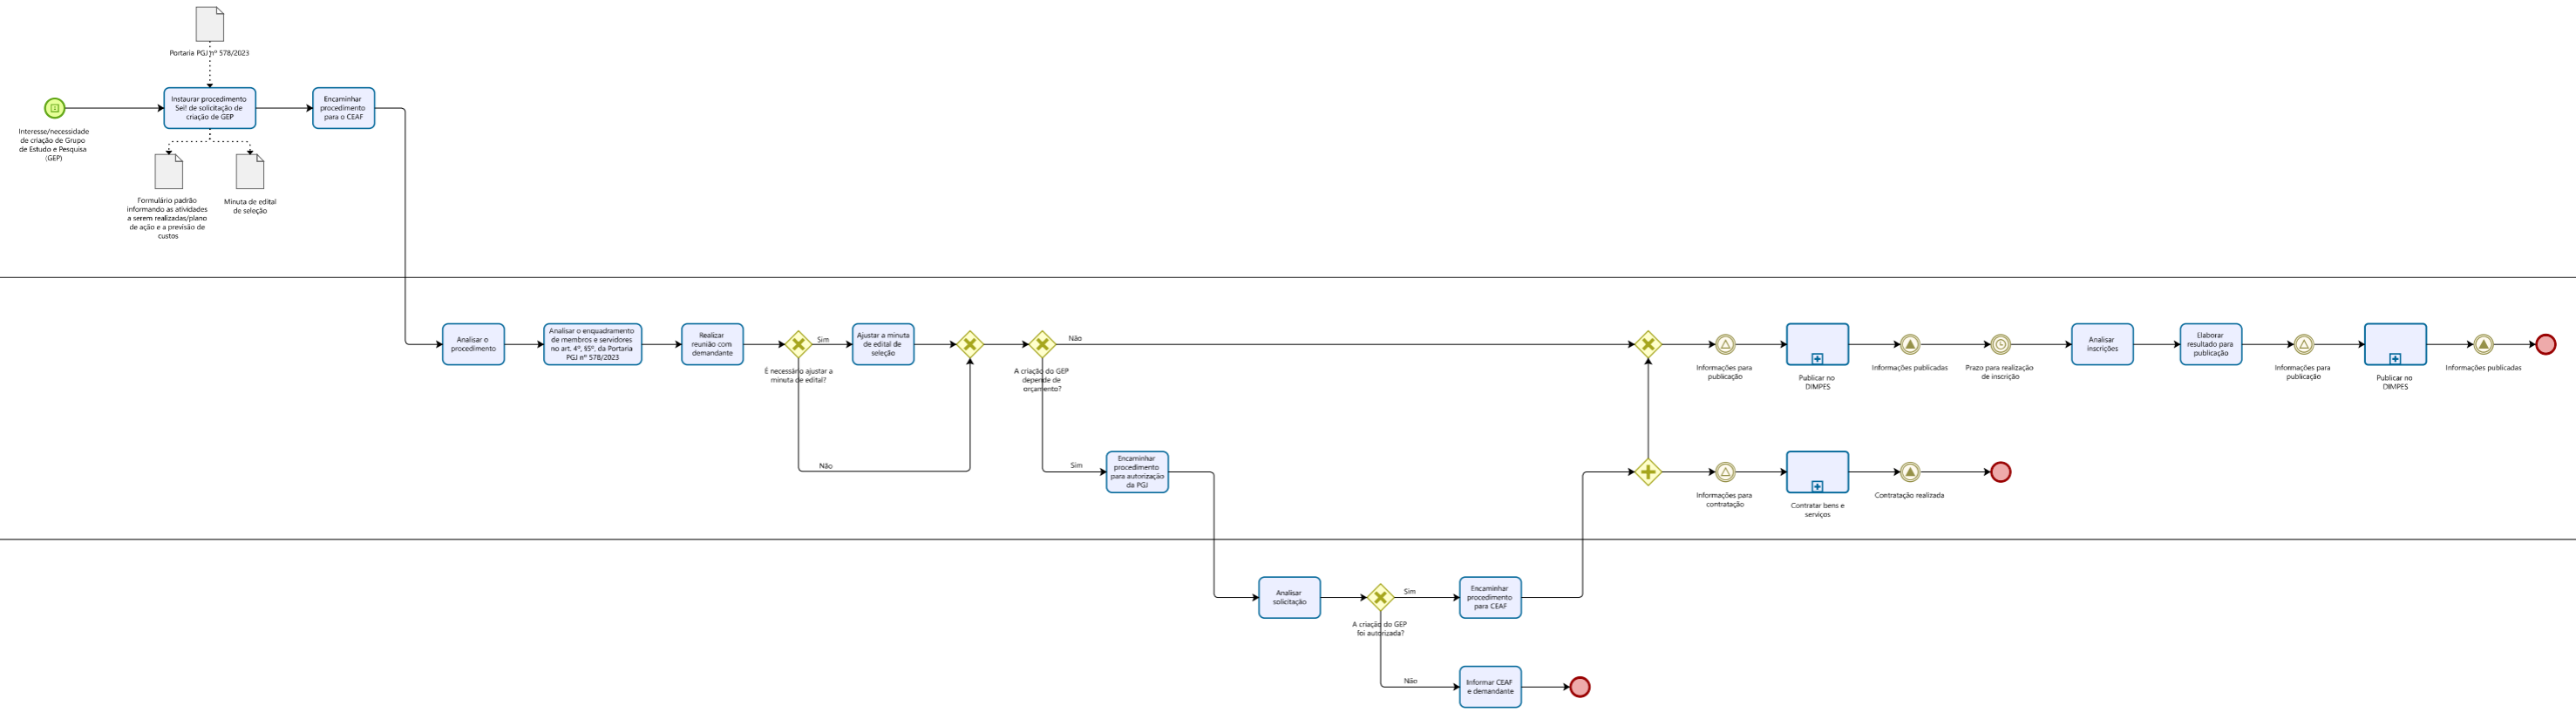 Portaria PGJ nº 578/2023
Interesse/necessidade
de criação de Grupo
de Estudo e Pesquisa
(GEP)
Instaurar procedimento
Sei! de solicitação de
criação de GEP
Encaminhar
procedimento
para o CEAF
Formulário padrão
informando as atividades
a serem realizadas/plano
de ação e a previsão de
custos
Minuta de edital
de seleção
Analisar o
procedimento
Analisar o enquadramento
de membros e servidores
no art. 4º, §5º, da Portaria
PGJ nº 578/2023
Realizar
reunião com
demandante
É necessário ajustar a
minuta de edital?
Sim
Não
Ajustar a minuta
de edital de
seleção
A criação do GEP
depende de
orçamento?
Não
Sim
Encaminhar
procedimento
para autorização
da PGJ
Informações para
publicação
Publicar no
DIMPES
Informações publicadas
Prazo para realização
de inscrição
Analisar
inscrições
Elaborar
resultado para
publicação
Informações para
publicação
Publicar no
DIMPES
Informações publicadas
Informações para
contratação
Contratar bens e
serviços
Contratação realizada
Analisar
solicitação
A criação do GEP
foi autorizada?
Sim
Encaminhar
procedimento
para CEAF
Não
Informar CEAF
e demandante